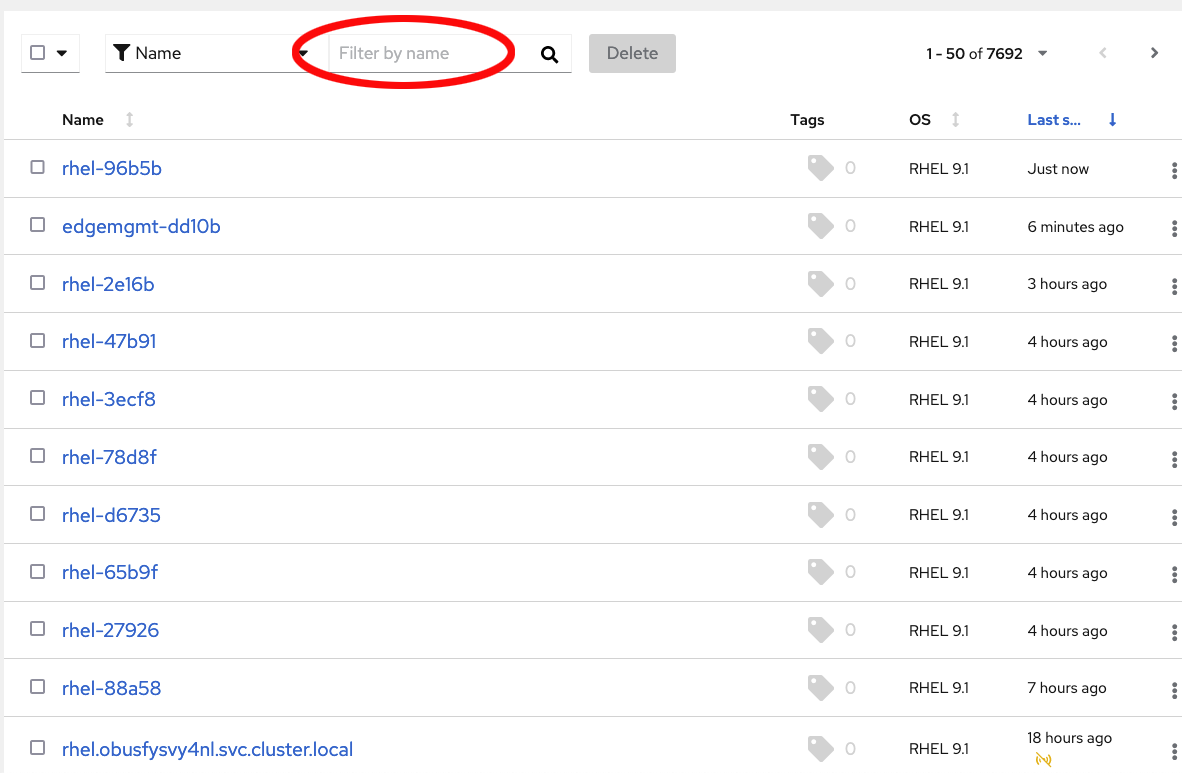 Name Filter by name Delete 1 - 50 of 7692
Name Tags OS Last s...
rhel-96b5b 0 RHEL 9.1 Just now
edgemgmt-dd10b 0 RHEL 9.1 6 minutes ago
rhel-2e16b 0 RHEL 9.1 3 hours ago
rhel-47b91 0 RHEL 9.1 4 hours ago
rhel-3ecf8 0 RHEL 9.1 4 hours ago
rhel-78d8f 0 RHEL 9.1 4 hours ago
rhel-d6735 0 RHEL 9.1 4 hours ago
rhel-65b9f 0 RHEL 9.1 4 hours ago
rhel-27926 0 RHEL 9.1 4 hours ago
rhel-88a58 0 RHEL 9.1 7 hours ago
rhel.obusfysvy4nl.svc.cluster.local 0 RHEL 9.1 18 hours ago